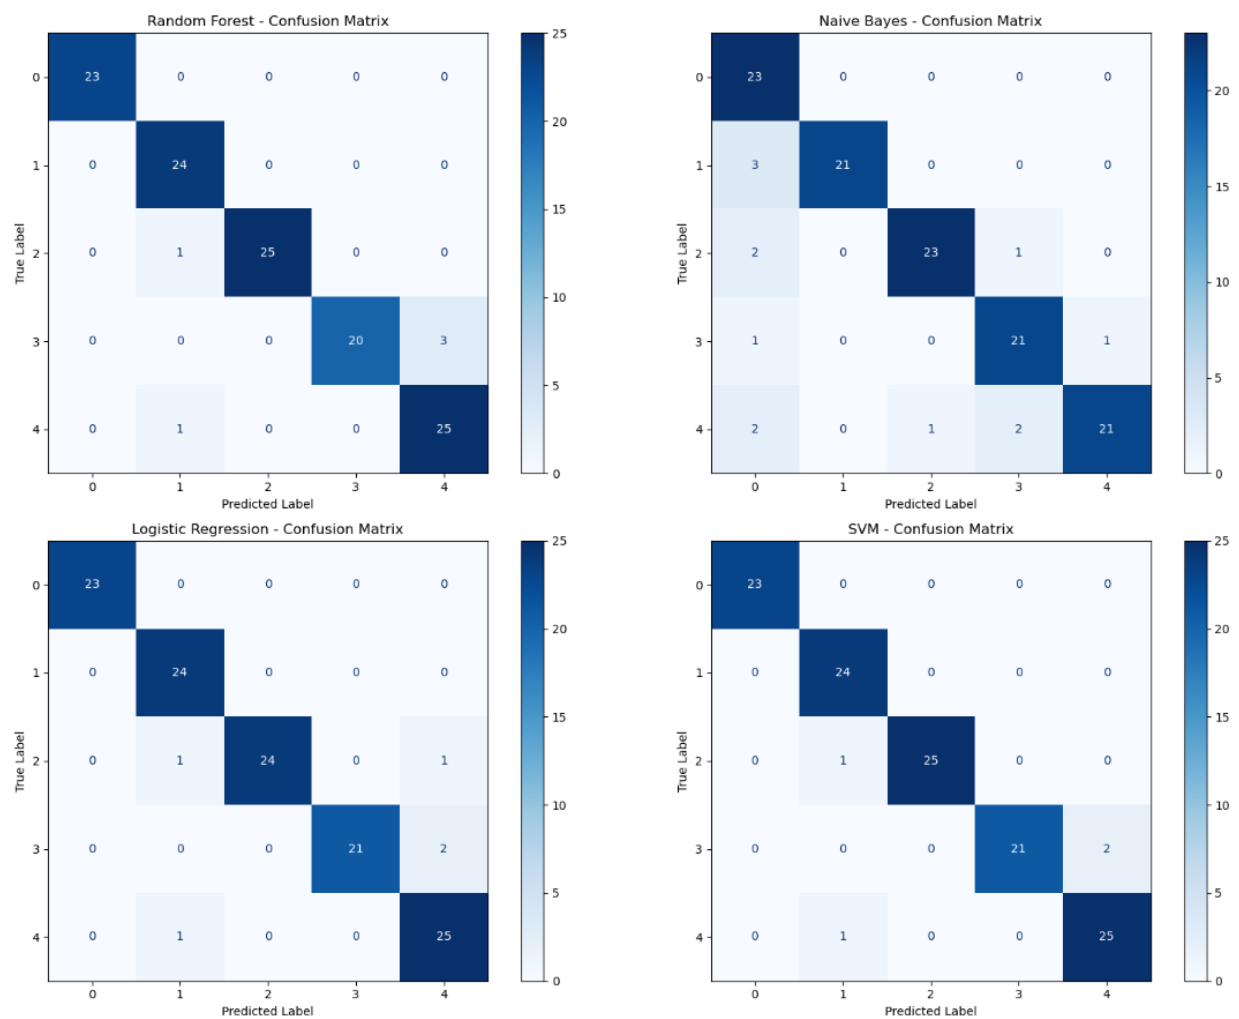 Random Forest - Confusion Matrix
0 23 0 0 0 0
1 0 24 0 0 0
2 0 1 25 0 0
3 0 0 0 20 3
4 0 1 0 0 25
0 1 2 3 4
Predicted Label
True Label
25
20
15
10
5
0
Naive Bayes - Confusion Matrix
0 23 0 0 0 0
1 3 21 0 0 0
2 2 0 23 1 0
3 1 0 0 21 1
4 2 0 1 2 21
0 1 2 3 4
Predicted Label
True Label
20
15
10
5
0
Logistic Regression - Confusion Matrix
0 23 0 0 0 0
1 0 24 0 0 0
2 0 1 24 0 1
3 0 0 0 21 2
4 0 1 0 0 25
0 1 2 3 4
Predicted Label
True Label
25
20
15
10
5
0
SVM - Confusion Matrix
0 23 0 0 0 0
1 0 24 0 0 0
2 0 1 25 0 0
3 0 0 0 21 2
4 0 1 0 0 25
0 1 2 3 4
Predicted Label
True Label
25
20
15
10
5
0